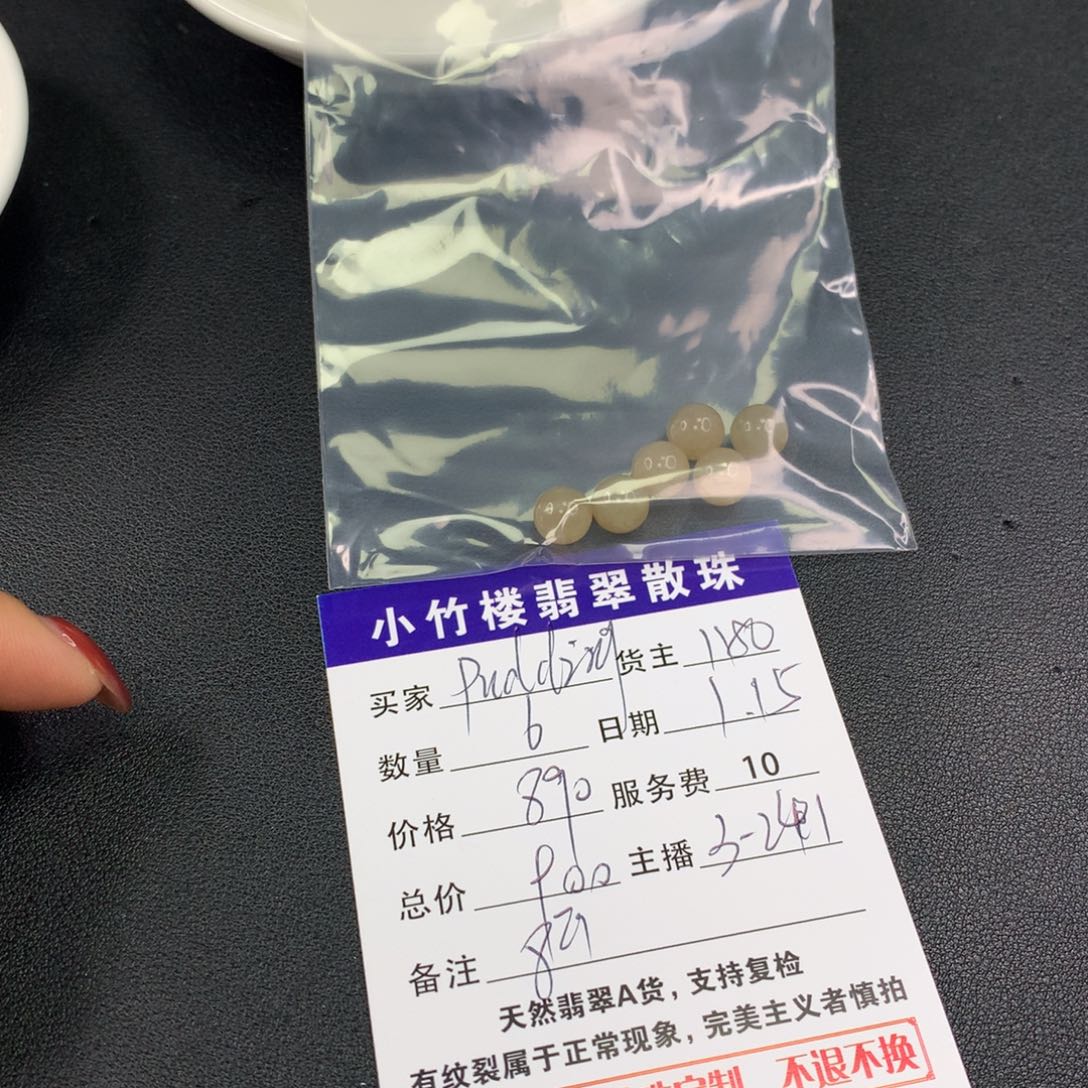 小竹楼翡翠散珠
买家 Pudding 货主 1180
数量 6 日期 1.15
价格 890 服务费 10
总价 900 主播
备注
天然翡翠A货，支持复检
有纹裂属于正常现象，完美主义者慎拍
定制 不退不换